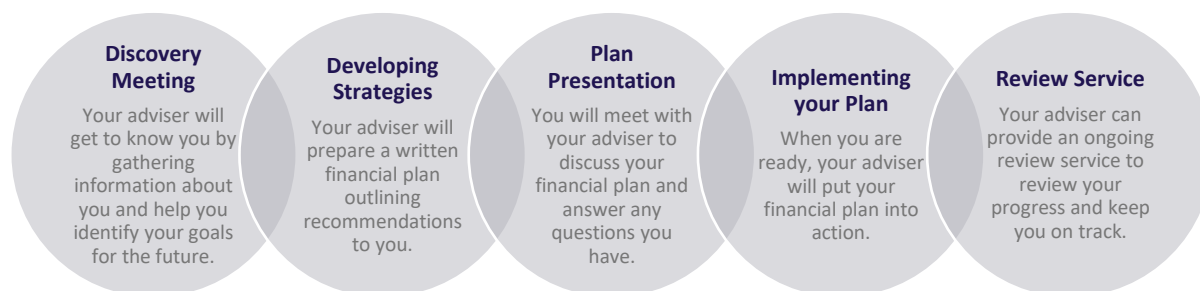 Discovery
Meeting
Your adviser will
get to know you by
gathering
information about
you and help you
identify your goals
for the future.
Developing
Strategies
Your adviser will
prepare a written
financial plan
outlining
recommendations
to you.
Plan
Presentation
You will meet with
your adviser to
discuss your
financial plan and
answer any
questions you
have.
Implementing
your Plan
When you are
ready, your adviser
will put your
financial plan into
action.
Review Service
Your adviser can
provide an ongoing
review service to
review your
progress and keep
you on track.